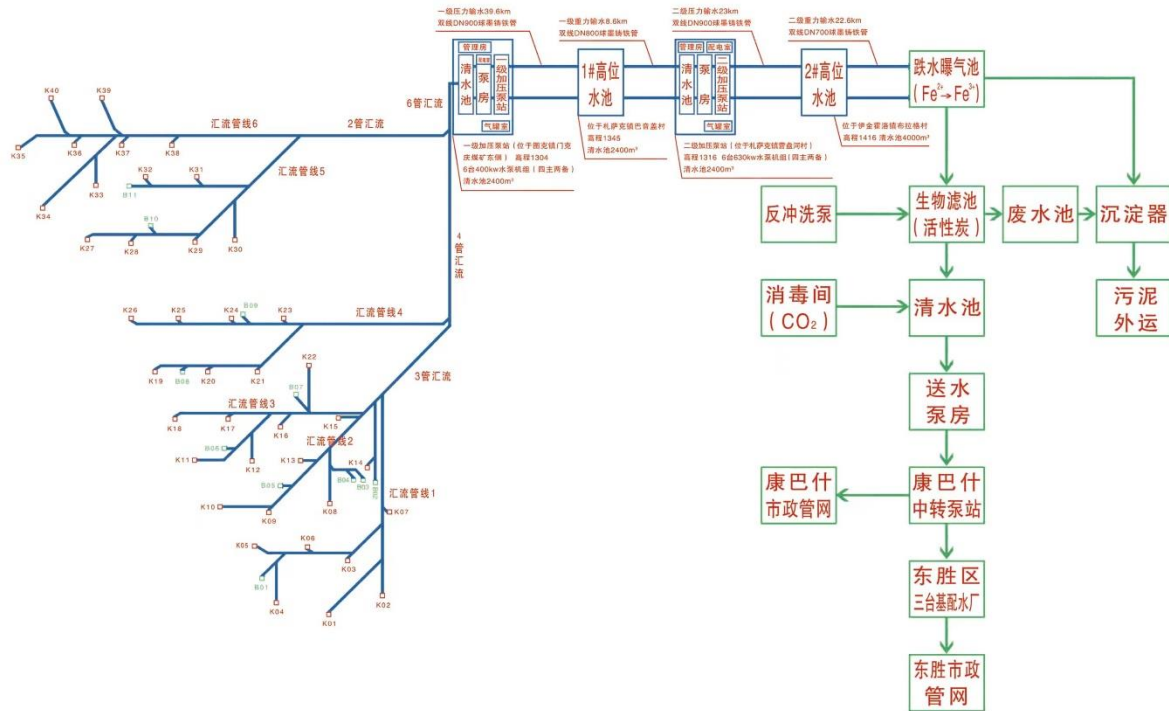 一级压力输水39.6km
双线DN900球墨铸铁管
一级重力输水8.6km
双线DN800球墨铸铁管
二级压力输水23km
双线DN900球墨铸铁管
二级重力输水22.6km
双线DN700球墨铸铁管
管理房
清水池
泵房
一级加压泵站
气罐室
1#高位
水池
管理房
配电室
清水池
泵房
二级加压泵站
气罐室
2#高位
水池
跌水曝气池
(Fe²⁺→Fe³⁺)
一级加压泵站（位于图克镇门克
庆煤矿东侧） 高程1304
6台400kw水泵机组（四主两备）
清水池2400m³
位于札萨克镇巴音盖村
高程1345
清水池2400m³
二级加压泵站（位于札萨克镇营盘河村）
高程1316 6台630kw水泵机组（四主两备）
清水池2400m³
位于伊金霍洛镇布拉格村
高程1416 清水池4000m³
6管汇流
2管汇流
汇流管线6
K40
K39
K35
K36
K37
K38
K34
K33
汇流管线5
K32
K31
B11
B10
K27
K28
K29
K30
4管汇流
汇流管线4
K26
K25
K24
B09
K23
K19
B08
K20
K21
3管汇流
K22
B07
汇流管线3
K18
K17
K16
K15
汇流管线2
B06
K11
K12
K13
K14
B05
B04
B03
B02
K10
K09
K08
汇流管线1
K07
K05
K06
K03
B01
K04
K01
K02
反冲洗泵
生物滤池
(活性炭)
废水池
沉淀器
消毒间
(CO₂)
清水池
污泥
外运
送水
泵房
康巴什
市政管网
康巴什
中转泵站
东胜区
三台基配水厂
东胜市政
管网